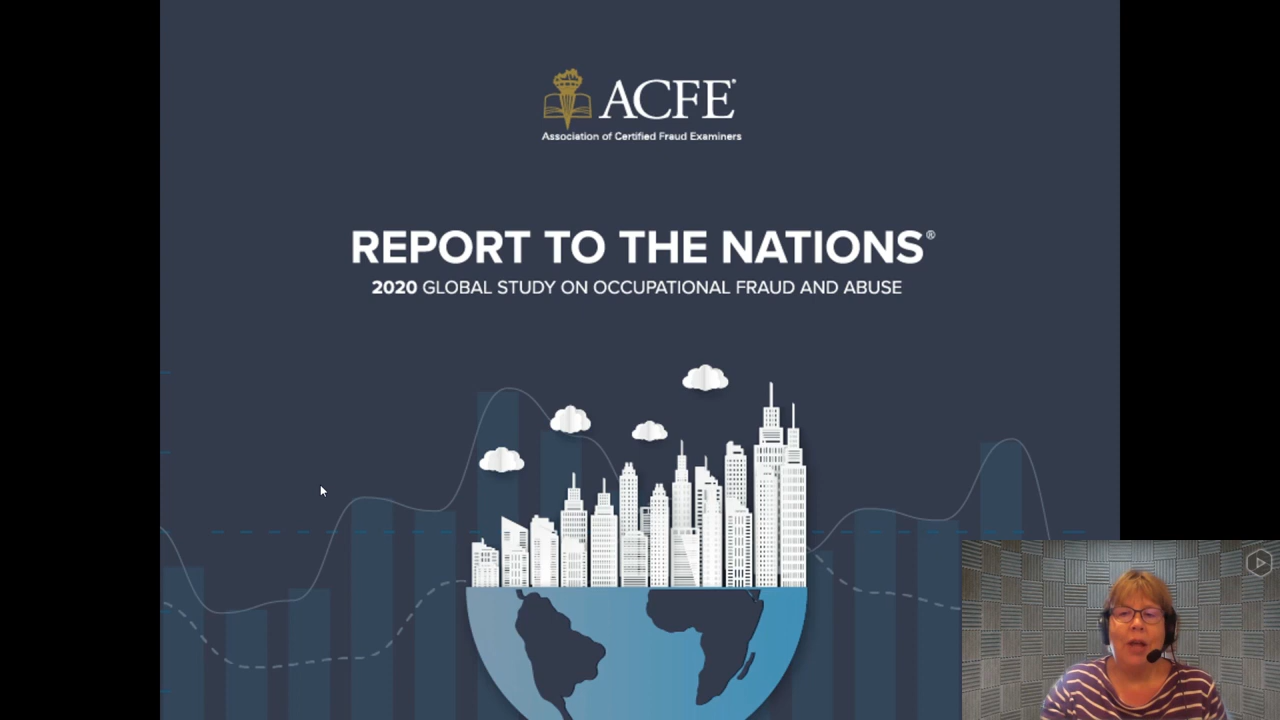 ACFE®
Association of Certified Fraud Examiners
REPORT TO THE NATIONS®
2020 GLOBAL STUDY ON OCCUPATIONAL FRAUD AND ABUSE